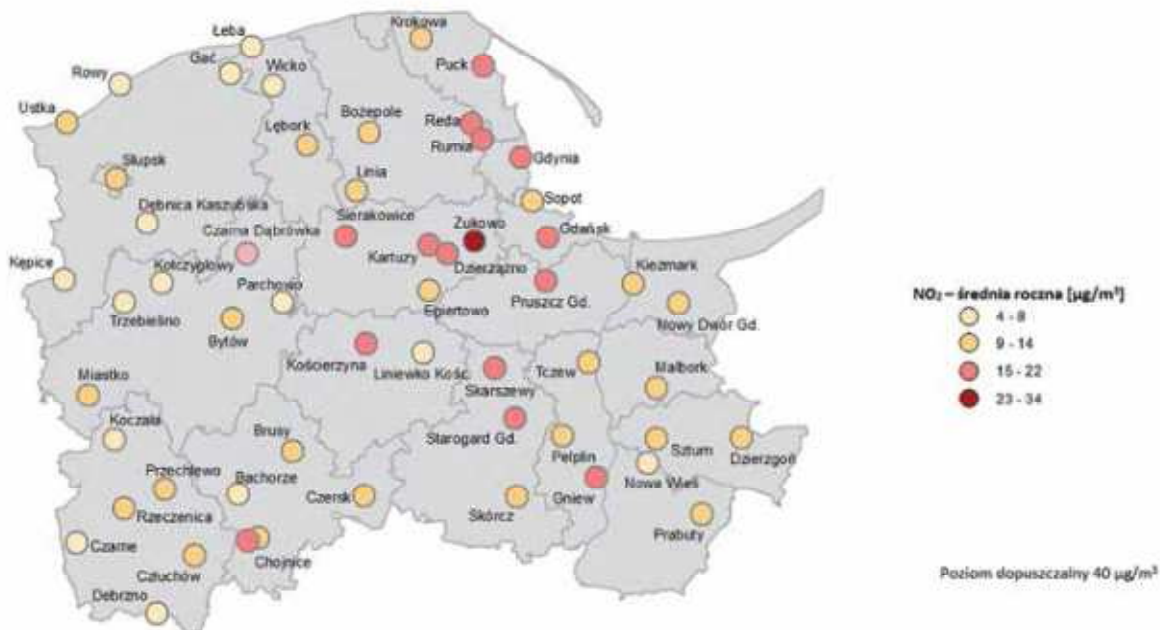 Łeba
Krokowa
Gać
Wicko
Puck
Rowy
Ustka
Bożepole
Reda
Lębork
Rumia
Gdynia
Słupsk
Linia
Sopot
Dębnica Kaszubska
Sierakowice
Żukowo
Gdańsk
Czarna Dąbrówka
Kartuzy
Dzierżążno
Kępice
Kołczygłowy
Parchowo
Kiezmark
Trzebielino
Egiertowo
Pruszcz Gd.
Bytów
Nowy Dwór Gd.
Kościerzyna
Liniewko Kość.
Tczew
Malbork
Miastko
Skarszewy
Koczała
Brusy
Starogard Gd.
Sztum
Dzierzgoń
Pelplin
Przechlewo
Bachorze
Nowa Wieś
Czersk
Gniew
Rzeczenica
Skórcz
Prabuty
Czarne
Chojnice
Człuchów
Debrzno
NO₂ – średnia roczna [µg/m³]
4 - 8
9 - 14
15 - 22
23 - 34
Poziom dopuszczalny 40 µg/m³